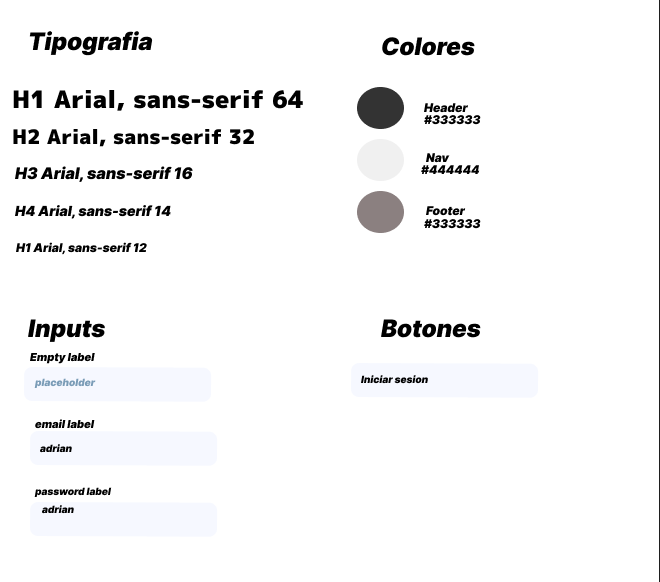 Tipografia
H1 Arial, sans-serif 64
H2 Arial, sans-serif 32
H3 Arial, sans-serif 16
H4 Arial, sans-serif 14
H1 Arial, sans-serif 12
Colores
Header
#333333
Nav
#444444
Footer
#333333
Inputs
Empty label
placeholder
email label
adrian
password label
adrian
Botones
Iniciar sesion